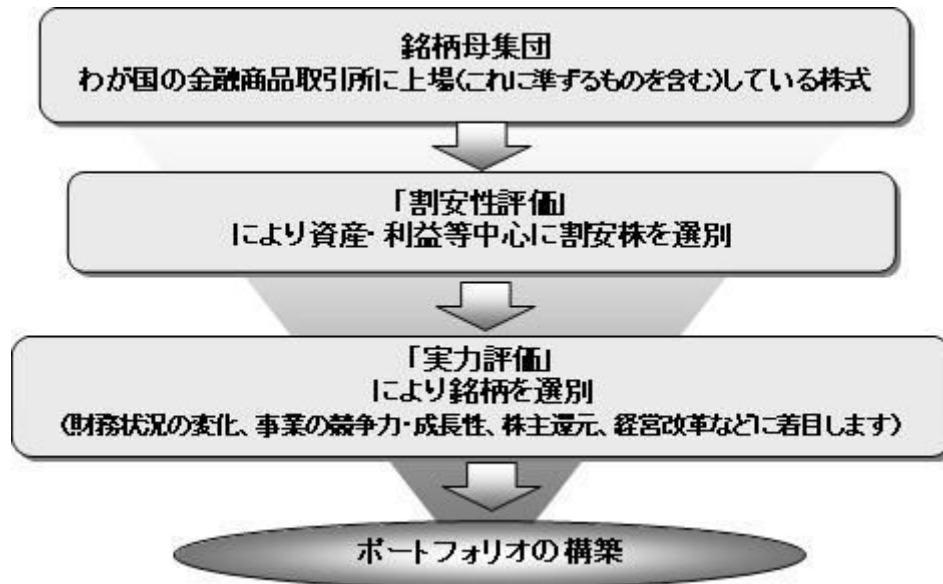 銘柄母集団
わが国の金融商品取引所に上場(これに準ずるものを含む)している株式
「割安性評価」
により資産・利益等中心に割安株を選別
「実力評価」
により銘柄を選別
(財務状況の変化、事業の競争力・成長性、株主還元、経営改革などに着目します)
ポートフォリオの構築